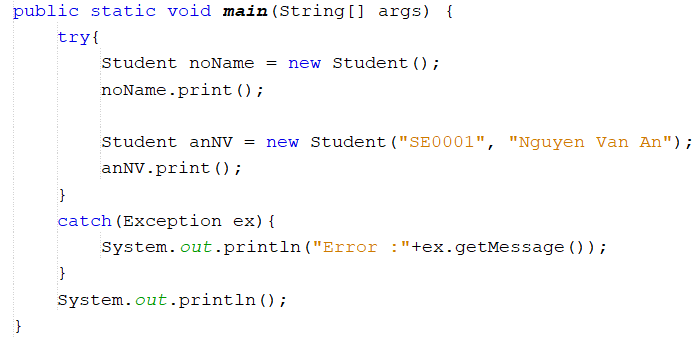 public static void main(String[] args) {
try{
Student noName = new Student();
noName.print();
Student anNV = new Student("SE0001", "Nguyen Van An");
anNV.print();
}
catch(Exception ex){
System.out.println("Error :"+ex.getMessage());
}
System.out.println();
}